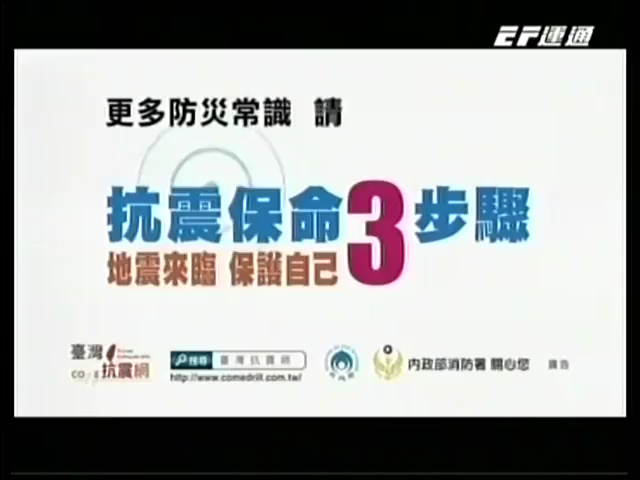 EF運通
更多防災常識 請
抗震保命3步驟
地震來臨 保護自己
臺灣
抗震網
搜尋 臺灣抗震網
http://www.comedrill.com.tw/
內政部消防署 關心您
廣告